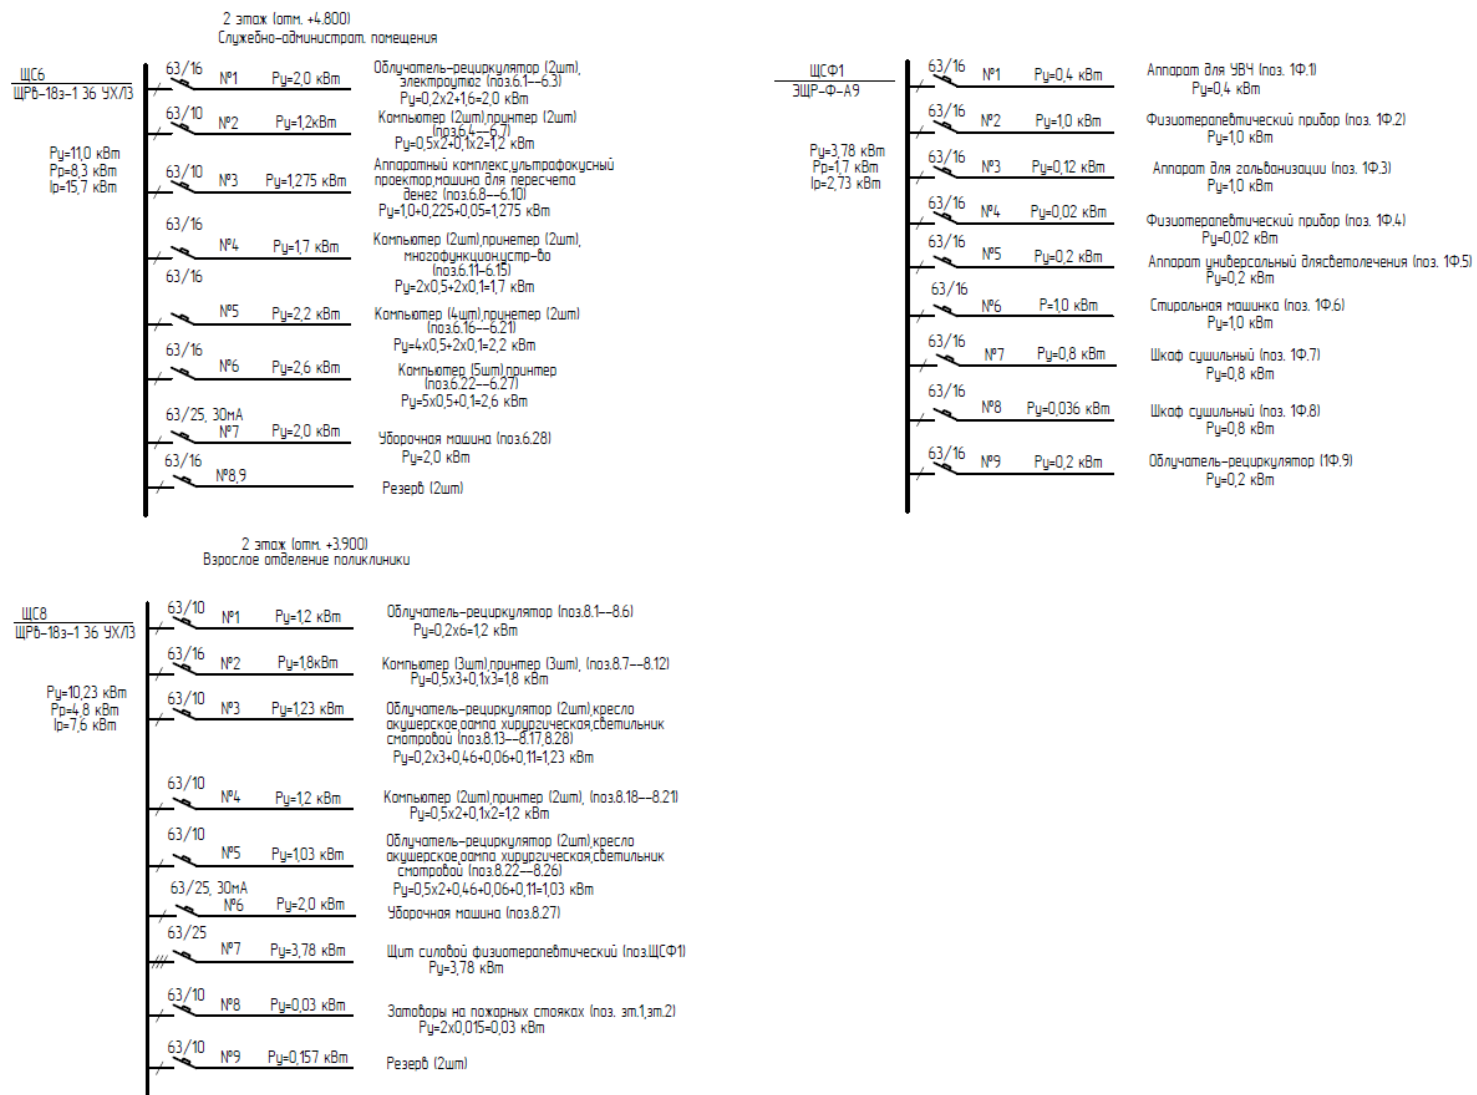 2 этаж (отм. +4.800)
Служебно-администрат. помещения
ЩС6
ЩРв-18з-1 36 УХЛ3
Ру=11,0 кВт
Рр=8,3 кВт
Iр=15,7 кВт
63/16 №1 Ру=2,0 кВт
Облучатель-рециркулятор (2шт),
электроутюг (поз.6.1--6.3)
Ру=0,2х2+1,6=2,0 кВт
63/10 №2 Ру=1,2кВт
Компьютер (2шт),принтер (2шт)
(поз.6.4--6.7)
Ру=0,5х2+0,1х2=1,2 кВт
63/10 №3 Ру=1,275 кВт
Аппаратный комплекс,ультрафокусный
проектор,машина для пересчета
денег (поз.6.8--6.10)
Ру=1,0+0,225+0,05=1,275 кВт
63/16
№4 Ру=1,7 кВт
Компьютер (2шт),принетер (2шт),
многофункцион.устр-во
(поз.6.11-6.15)
Ру=2х0,5+2х0,1=1,7 кВт
63/16
№5 Ру=2,2 кВт
Компьютер (4шт),принетер (2шт)
(поз.6.16--6.21)
Ру=4х0,5+2х0,1=2,2 кВт
63/16
№6 Ру=2,6 кВт
Компьютер (5шт),принтер
(поз.6.22--6.27)
Ру=5х0,5+0,1=2,6 кВт
63/25, 30мА
№7 Ру=2,0 кВт
Уборочная машина (поз.6.28)
Ру=2,0 кВт
63/16
№8,9
Резерв (2шт)
ЩСФ1
ЭЩР-Ф-А9
Ру=3,78 кВт
Рр=1,7 кВт
Iр=2,73 кВт
63/16 №1 Ру=0,4 кВт
Аппарат для УВЧ (поз. 1Ф.1)
Ру=0,4 кВт
63/16 №2 Ру=1,0 кВт
Физиотерапевтический прибор (поз. 1Ф.2)
Ру=1,0 кВт
63/16 №3 Ру=0,12 кВт
Аппарат для гальванизации (поз. 1Ф.3)
Ру=1,0 кВт
63/16 №4 Ру=0,02 кВт
Физиотерапевтический прибор (поз. 1Ф.4)
Ру=0,02 кВт
63/16 №5 Ру=0,2 кВт
Аппарат универсальный длясветолечения (поз. 1Ф.5)
Ру=0,2 кВт
63/16 №6 Р=1,0 кВт
Стиральная машинка (поз. 1Ф.6)
Ру=1,0 кВт
63/16 №7 Ру=0,8 кВт
Шкаф сушильный (поз. 1Ф.7)
Ру=0,8 кВт
63/16 №8 Ру=0,036 кВт
Шкаф сушильный (поз. 1Ф.8)
Ру=0,8 кВт
63/16 №9 Ру=0,2 кВт
Облучатель-рециркулятор (1Ф.9)
Ру=0,2 кВт
2 этаж (отм. +3.900)
Взрослое отделение поликлиники
ЩС8
ЩРв-18з-1 36 УХЛ3
Ру=10,23 кВт
Рр=4,8 кВт
Iр=7,6 кВт
63/10 №1 Ру=1,2 кВт
Облучатель-рециркулятор (поз.8.1--8.6)
Ру=0,2х6=1,2 кВт
63/16 №2 Ру=1,8кВт
Компьютер (3шт),принтер (3шт), (поз.8.7--8.12)
Ру=0,5х3+0,1х3=1,8 кВт
63/10 №3 Ру=1,23 кВт
Облучатель-рециркулятор (2шт),кресло
акушерское,оампа хирургическая,светильник
смотровой (поз.8.13--8.17,8.28)
Ру=0,2х3+0,46+0,06+0,11=1,23 кВт
63/10
№4 Ру=1,2 кВт
Компьютер (2шт),принтер (2шт), (поз.8.18--8.21)
Ру=0,5х2+0,1х2=1,2 кВт
63/10
№5 Ру=1,03 кВт
Облучатель-рециркулятор (2шт),кресло
акушерское,оампа хирургическая,светильник
смотровой (поз.8.22--8.26)
Ру=0,5х2+0,46+0,06+0,11=1,03 кВт
63/25, 30мА
№6 Ру=2,0 кВт
Уборочная машина (поз.8.27)
63/25
№7 Ру=3,78 кВт
Щит силовой физиотерапевтический (поз.ЩСФ1)
Ру=3,78 кВт
63/10 №8 Ру=0,03 кВт
Затоворы на пожарных стояках (поз. эт.1,эт.2)
Ру=2х0,015=0,03 кВт
63/10 №9 Ру=0,157 кВт
Резерв (2шт)